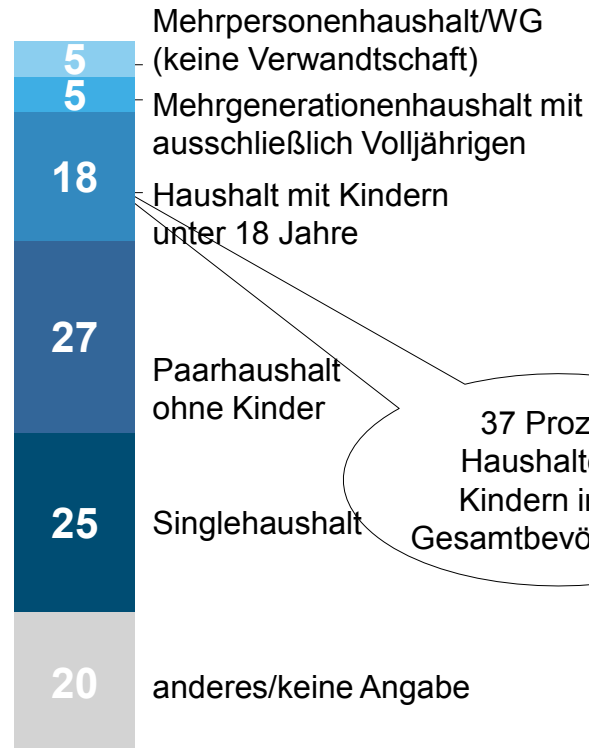 Mehrpersonenhaushalt/WG
5 (keine Verwandtschaft)
5 Mehrgenerationenhaushalt mit
ausschließlich Volljährigen
18 Haushalt mit Kindern
unter 18 Jahre
27
Paarhaushalt
ohne Kinder
37
Kindern
25 Singlehaushalt
20 anderes/keine Angabe